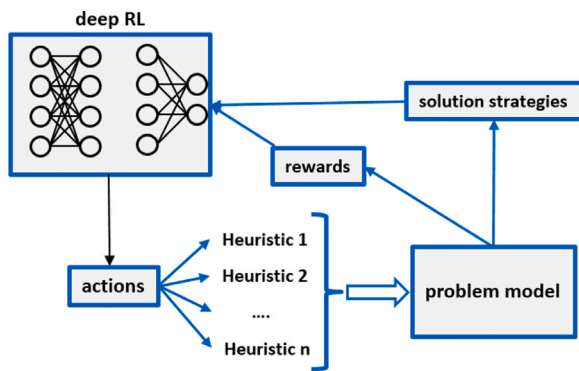 deep RL
solution strategies
rewards
actions
Heuristic 1
Heuristic 2
....
Heuristic n
problem model